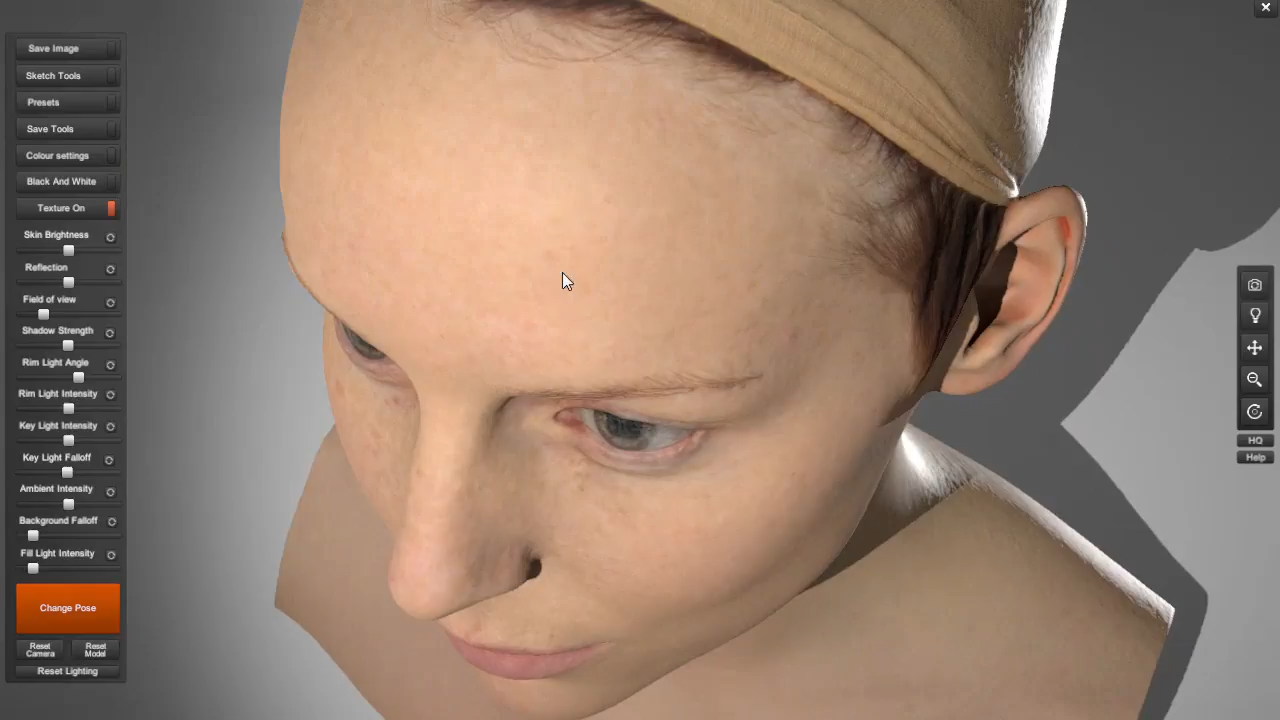 Save Image
Sketch Tools
Presets
Save Tools
Colour settings
Black And White
Texture On
Skin Brightness
Reflection
Field of view
Shadow Strength
Rim Light Angle
Rim Light Intensity
Key Light Intensity
Key Light Falloff
Ambient Intensity
Background Falloff
Fill Light Intensity
Change Pose
Reset Camera
Reset Model
Reset Lighting
HQ
Help